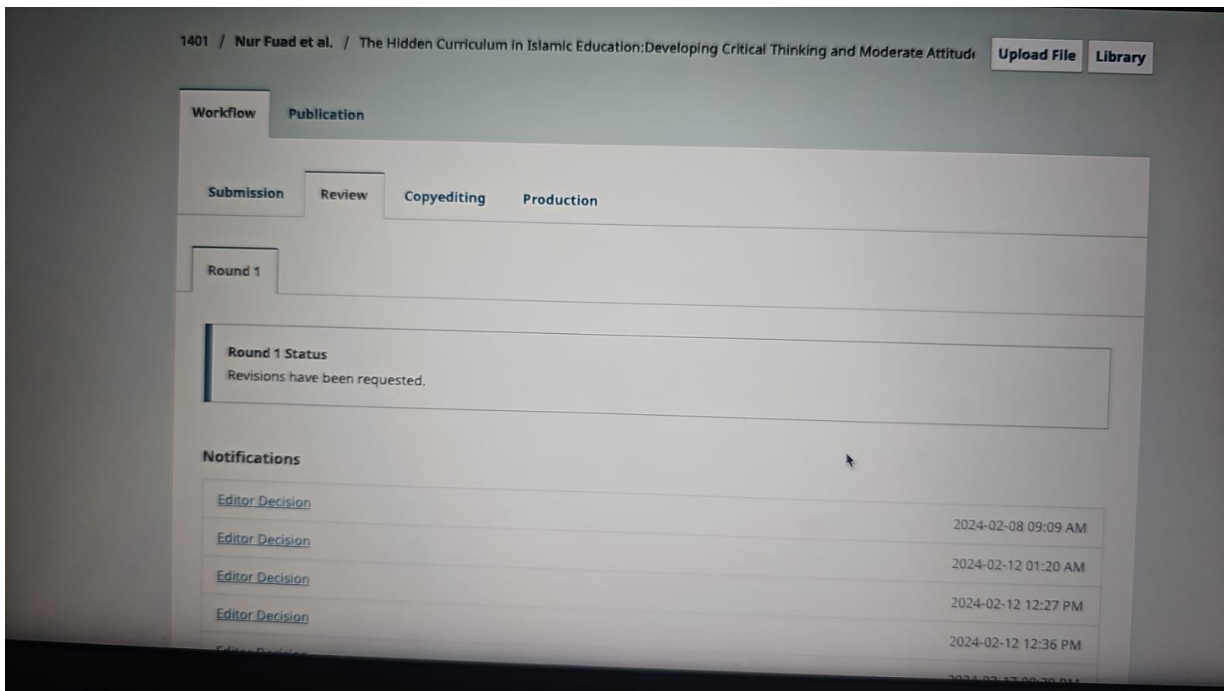 1401 / Nur Fuad et al. / The Hidden Curriculum in Islamic Education:Developing Critical Thinking and Moderate Attitude
Upload File Library
Workflow Publication
Submission Review Copyediting Production
Round 1
Round 1 Status
Revisions have been requested.
Notifications
Editor Decision 2024-02-08 09:09 AM
Editor Decision 2024-02-12 01:20 AM
Editor Decision 2024-02-12 12:27 PM
Editor Decision 2024-02-12 12:36 PM
Editor Decision